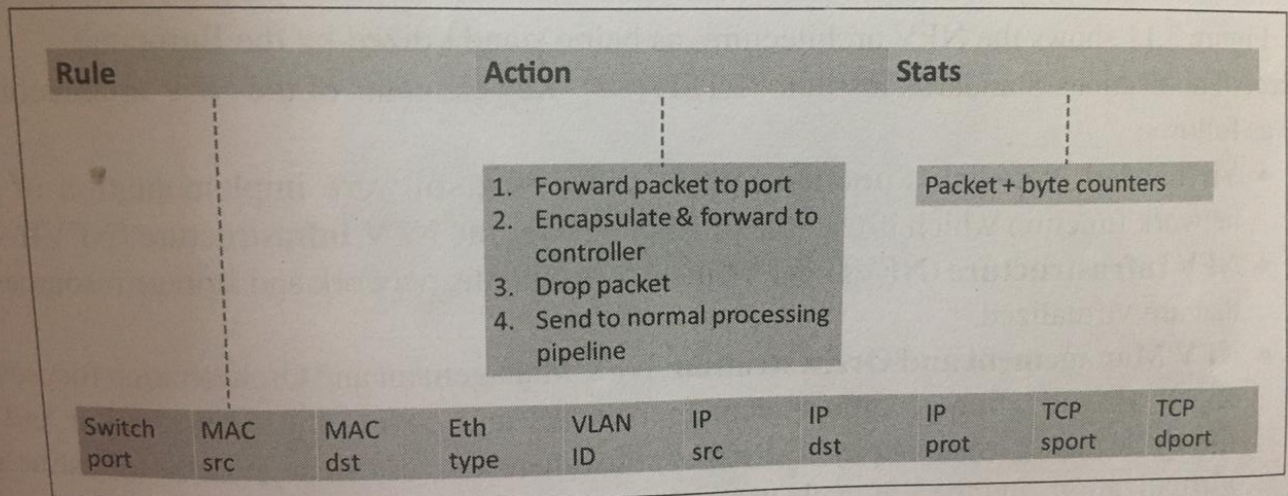 Rule Action Stats
1. Forward packet to port
2. Encapsulate & forward to
controller
3. Drop packet
4. Send to normal processing
pipeline
Packet + byte counters
Switch port
MAC src
MAC dst
Eth type
VLAN ID
IP src
IP dst
IP prot
TCP sport
TCP dport